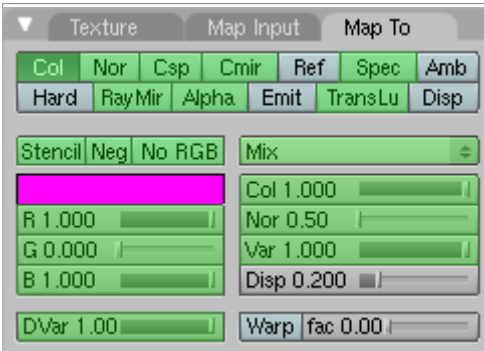 Texture Map Input Map To
Col Nor Csp Cmir Ref Spec Amb
Hard RayMir Alpha Emit TransLu Disp
Stencil Neg No RGB Mix
Col 1.000
R 1.000 Nor 0.50
G 0.000 Var 1.000
B 1.000 Disp 0.200
DVar 1.00 Warp fac 0.00